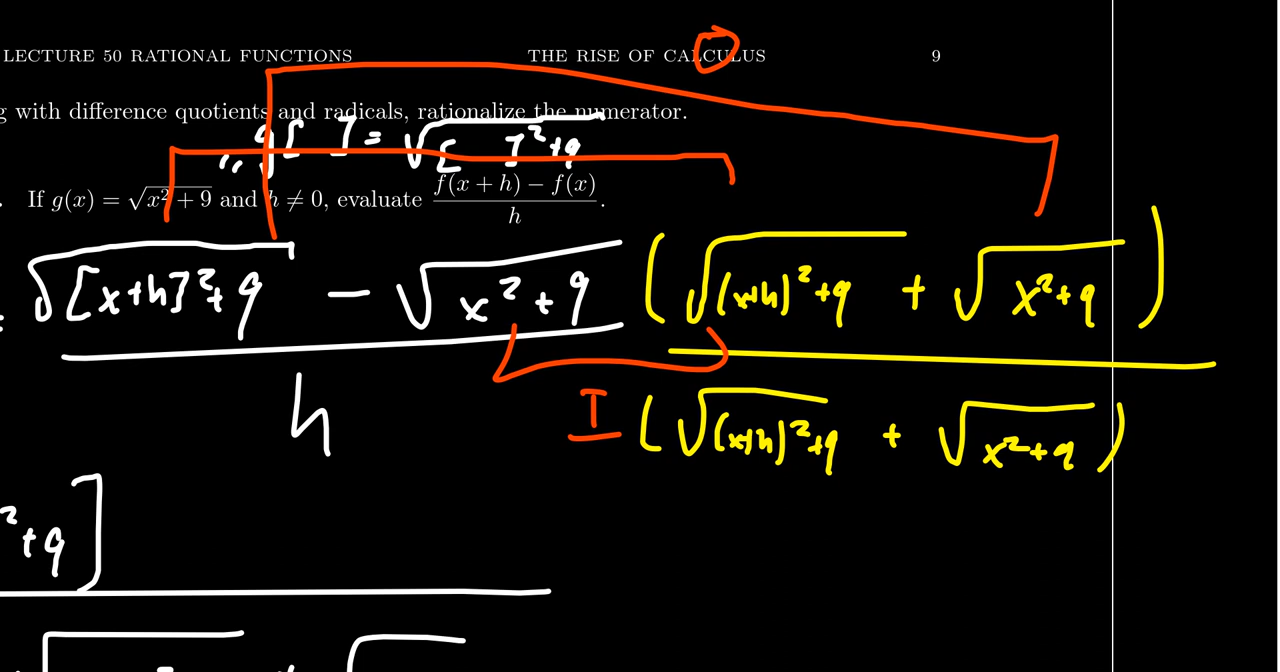 LECTURE 50 RATIONAL FUNCTIONS THE RISE OF CALCULUS 9
g with difference quotients and radicals, rationalize the numerator.
g[ ] = √([ ]²+9)
. If g(x) = √(x² + 9) and h ≠ 0, evaluate (f(x + h) − f(x))/h.
√([x+h]²+9) − √(x²+9) (√((x+h)²+9) + √(x²+9))
h I (√((x+h)²+9) + √(x²+9))
²+9]